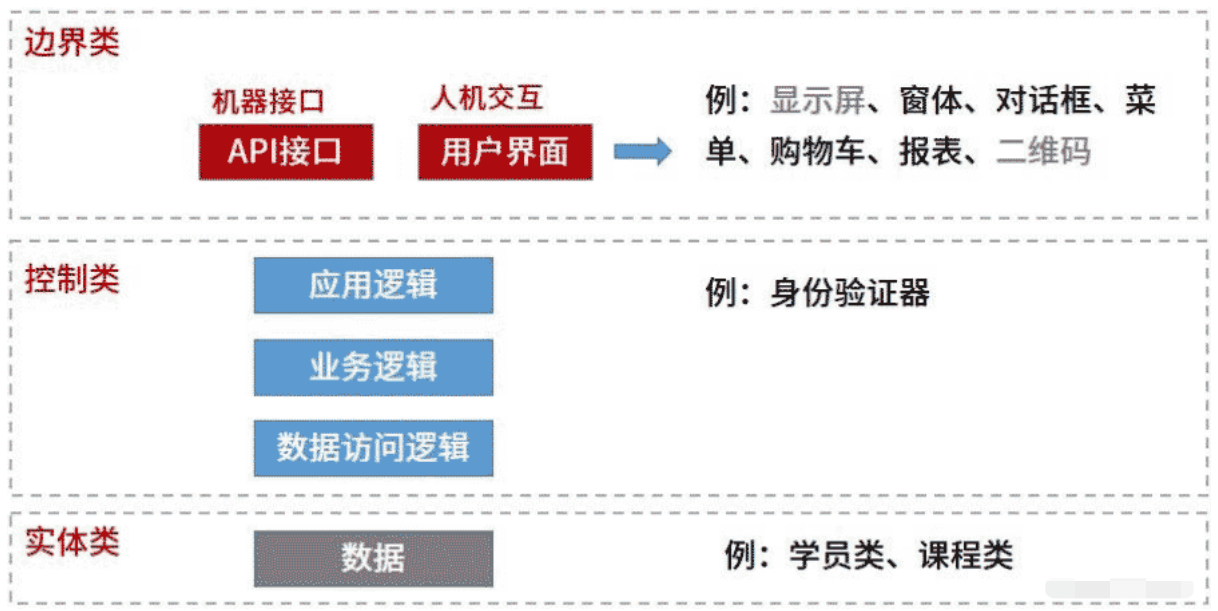 边界类
机器接口
人机交互
API接口
用户界面
例：显示屏、窗体、对话框、菜
单、购物车、报表、二维码
控制类
应用逻辑
例：身份验证器
业务逻辑
数据访问逻辑
实体类
数据
例：学员类、课程类